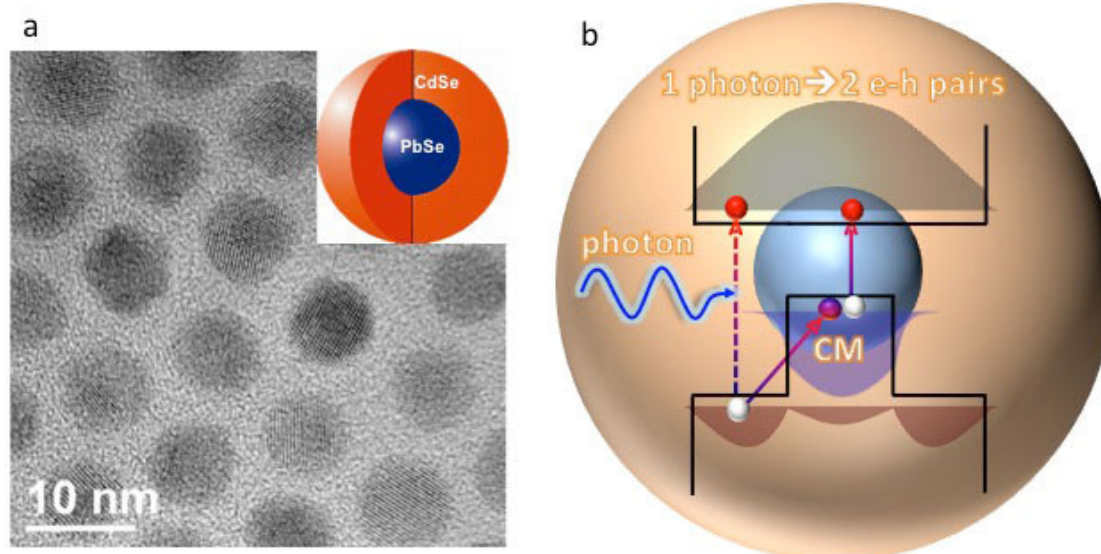 a
CdSe
PbSe
10 nm
b
1 photon→2 e-h pairs
photon
CM